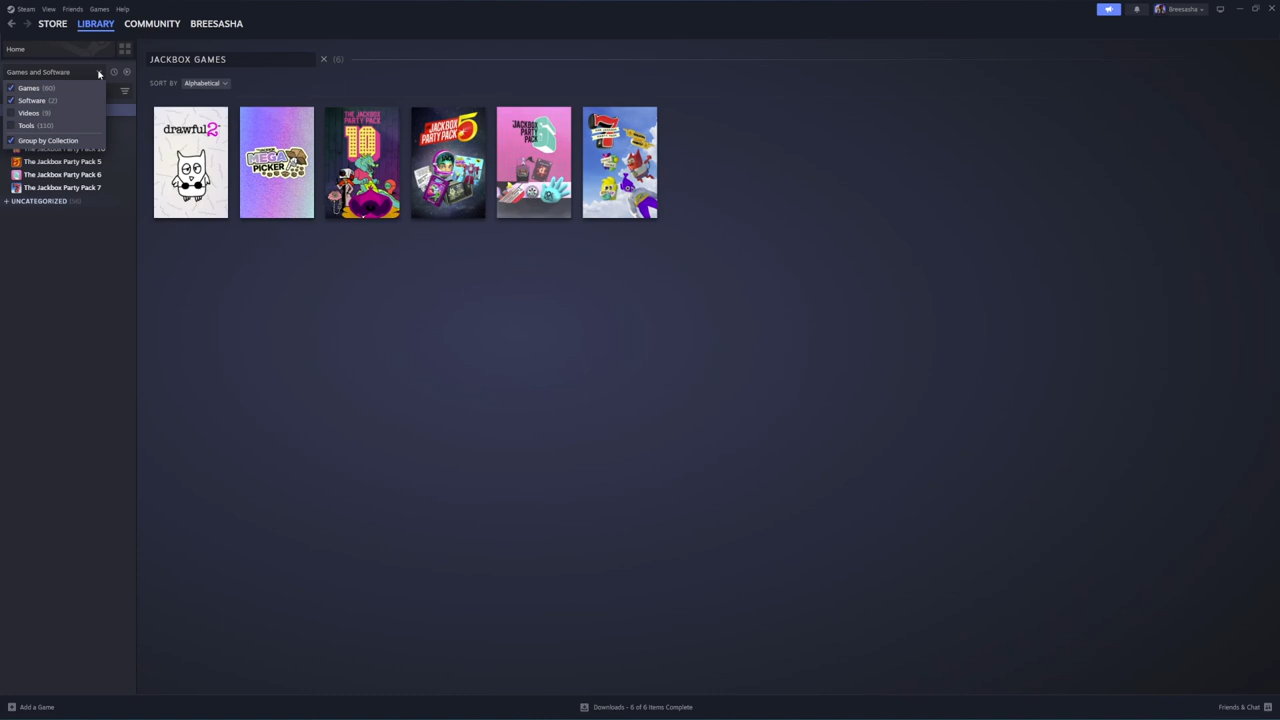 Steam View Friends Games Help
Breesasha
STORE LIBRARY COMMUNITY BREESASHA
Home
Games and Software
Games (60)
Software (2)
Videos (9)
Tools (110)
Group by Collection
The Jackbox Party Pack 5
The Jackbox Party Pack 6
The Jackbox Party Pack 7
+ UNCATEGORIZED (56)
JACKBOX GAMES
(6)
SORT BY Alphabetical
drawful 2
MEGA PICKER
THE JACKBOX PARTY PACK 10
JACKBOX PARTY PACK 5
JACKBOX PARTY PACK
Add a Game
Downloads - 6 of 6 Items Complete
Friends & Chat